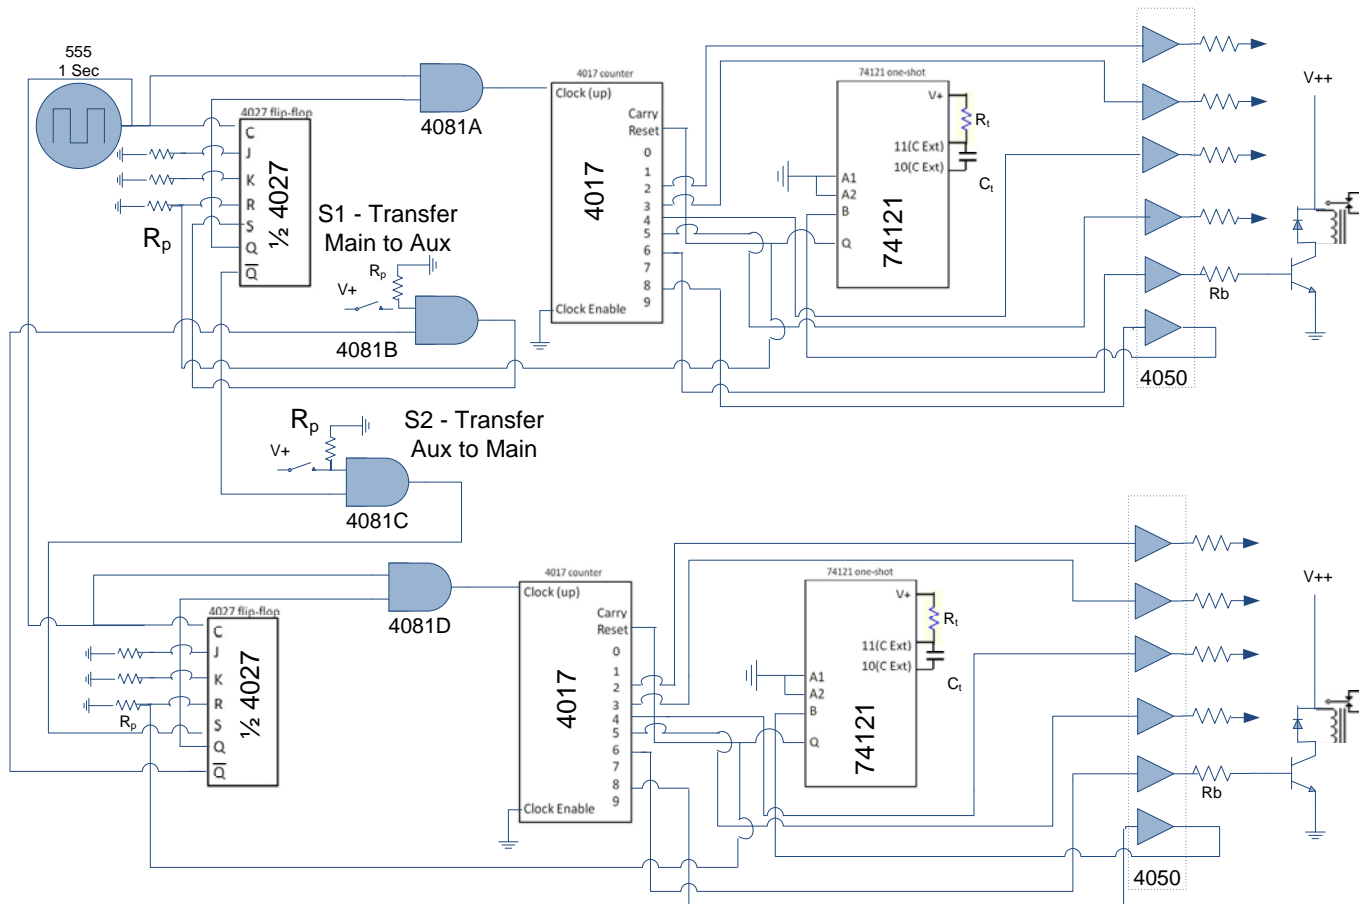 555
1 Sec
4027 flip-flop
C
J
K
R
S
Q
Q
½ 4027
Rp
4081A
S1 - Transfer
Main to Aux
Rp
V+
4081B
4017 counter
Clock (up)
Carry
Reset
0
1
2
3
4
5
6
7
8
9
Clock Enable
4017
74121 one-shot
V+
Rt
11(C Ext)
10(C Ext)
Ct
A1
A2
B
Q
74121
4050
Rb
V++
S2 - Transfer
Aux to Main
Rp
V+
4081C
4081D
4027 flip-flop
C
J
K
R
S
Q
Q
½ 4027
Rp
4017 counter
Clock (up)
Carry
Reset
0
1
2
3
4
5
6
7
8
9
Clock Enable
4017
74121 one-shot
V+
Rt
11(C Ext)
10(C Ext)
Ct
A1
A2
B
Q
74121
4050
Rb
V++